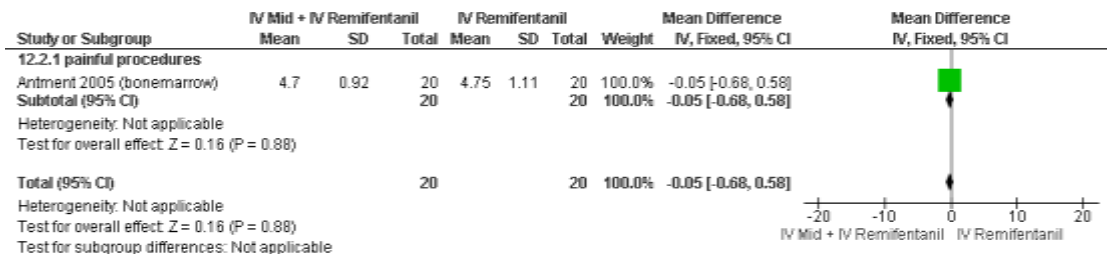 IV Mid + IV Remifentanil IV Remifentanil Mean Difference Mean Difference
Study or Subgroup Mean SD Total Mean SD Total Weight IV, Fixed, 95% CI IV, Fixed, 95% CI
12.2.1 painful procedures
Antment 2005 (bonemarrow) 4.7 0.92 20 4.75 1.11 20 100.0% -0.05 [-0.68, 0.58]
Subtotal (95% CI) 20 20 100.0% -0.05 [-0.68, 0.58]
Heterogeneity: Not applicable
Test for overall effect: Z = 0.16 (P = 0.88)
Total (95% CI) 20 20 100.0% -0.05 [-0.68, 0.58]
Heterogeneity: Not applicable
Test for overall effect: Z = 0.16 (P = 0.88)
Test for subgroup differences: Not applicable
-20 -10 0 10 20
IV Mid + IV Remifentanil IV Remifentanil